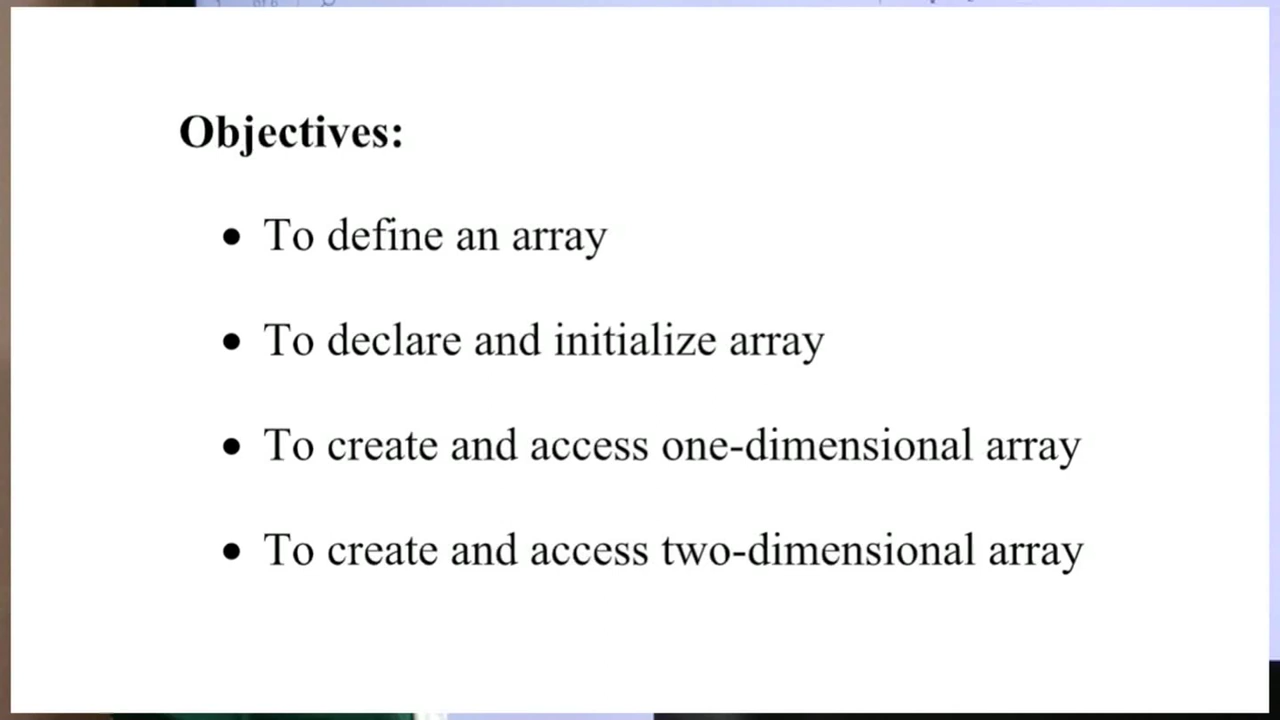 Objectives:
• To define an array
• To declare and initialize array
• To create and access one-dimensional array
• To create and access two-dimensional array